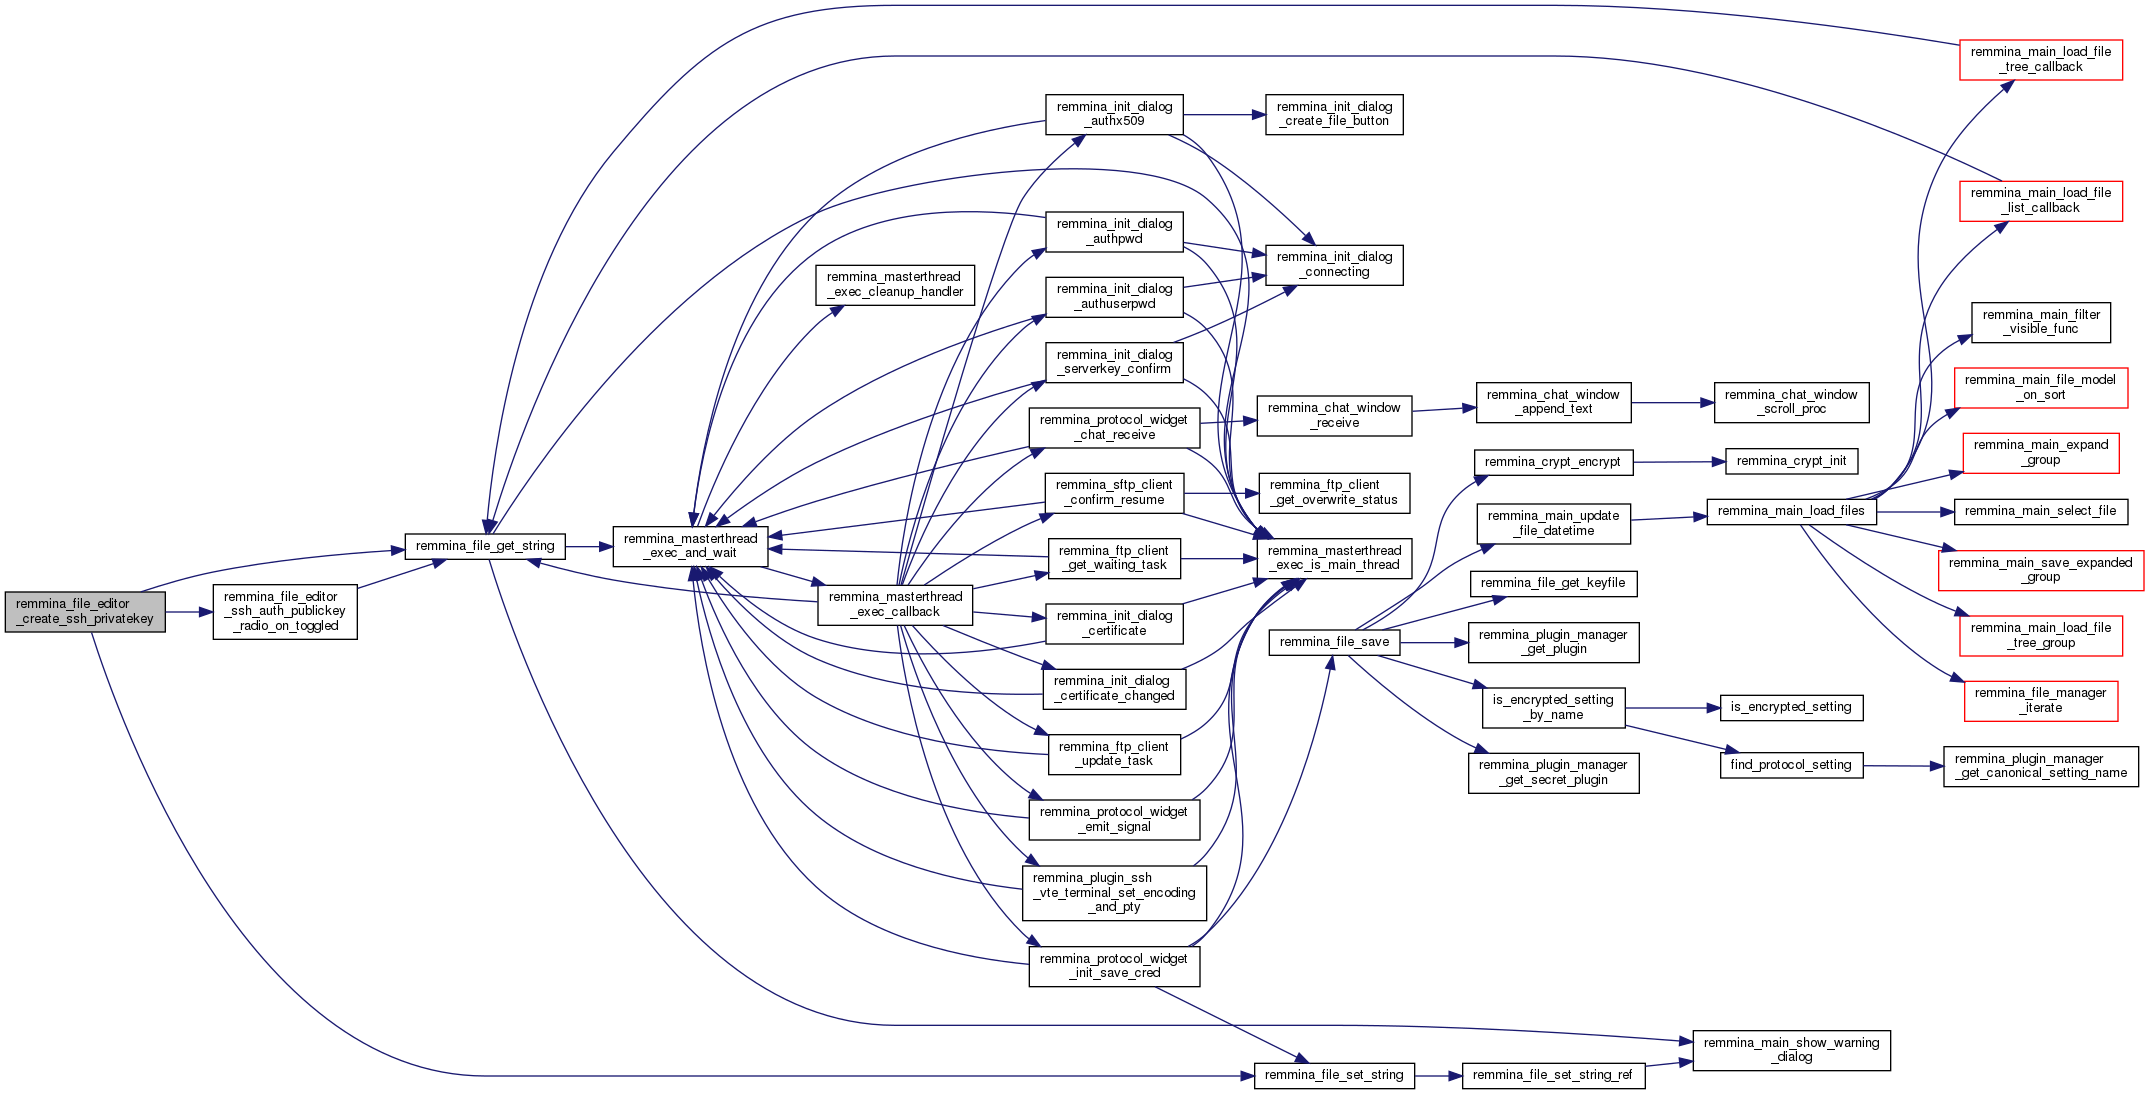 remmina_file_editor
_create_ssh_privatekey
remmina_file_editor
_ssh_auth_publickey
_radio_on_toggled
remmina_file_get_string
remmina_masterthread
_exec_and_wait
remmina_masterthread
_exec_cleanup_handler
remmina_masterthread
_exec_callback
remmina_init_dialog
_authx509
remmina_init_dialog
_authpwd
remmina_init_dialog
_authuserpwd
remmina_init_dialog
_serverkey_confirm
remmina_protocol_widget
_chat_receive
remmina_sftp_client
_confirm_resume
remmina_ftp_client
_get_waiting_task
remmina_init_dialog
_certificate
remmina_init_dialog
_certificate_changed
remmina_ftp_client
_update_task
remmina_protocol_widget
_emit_signal
remmina_plugin_ssh
_vte_terminal_set_encoding
_and_pty
remmina_protocol_widget
_init_save_cred
remmina_init_dialog
_create_file_button
remmina_init_dialog
_connecting
remmina_chat_window
_receive
remmina_ftp_client
_get_overwrite_status
remmina_masterthread
_exec_is_main_thread
remmina_file_save
remmina_file_set_string
remmina_chat_window
_append_text
remmina_crypt_encrypt
remmina_main_update
_file_datetime
remmina_file_get_keyfile
remmina_plugin_manager
_get_plugin
is_encrypted_setting
_by_name
remmina_plugin_manager
_get_secret_plugin
remmina_file_set_string_ref
remmina_chat_window
_scroll_proc
remmina_crypt_init
remmina_main_load_files
is_encrypted_setting
find_protocol_setting
remmina_main_show_warning
_dialog
remmina_main_load_file
_tree_callback
remmina_main_load_file
_list_callback
remmina_main_filter
_visible_func
remmina_main_file_model
_on_sort
remmina_main_expand
_group
remmina_main_select_file
remmina_main_save_expanded
_group
remmina_main_load_file
_tree_group
remmina_file_manager
_iterate
remmina_plugin_manager
_get_canonical_setting_name